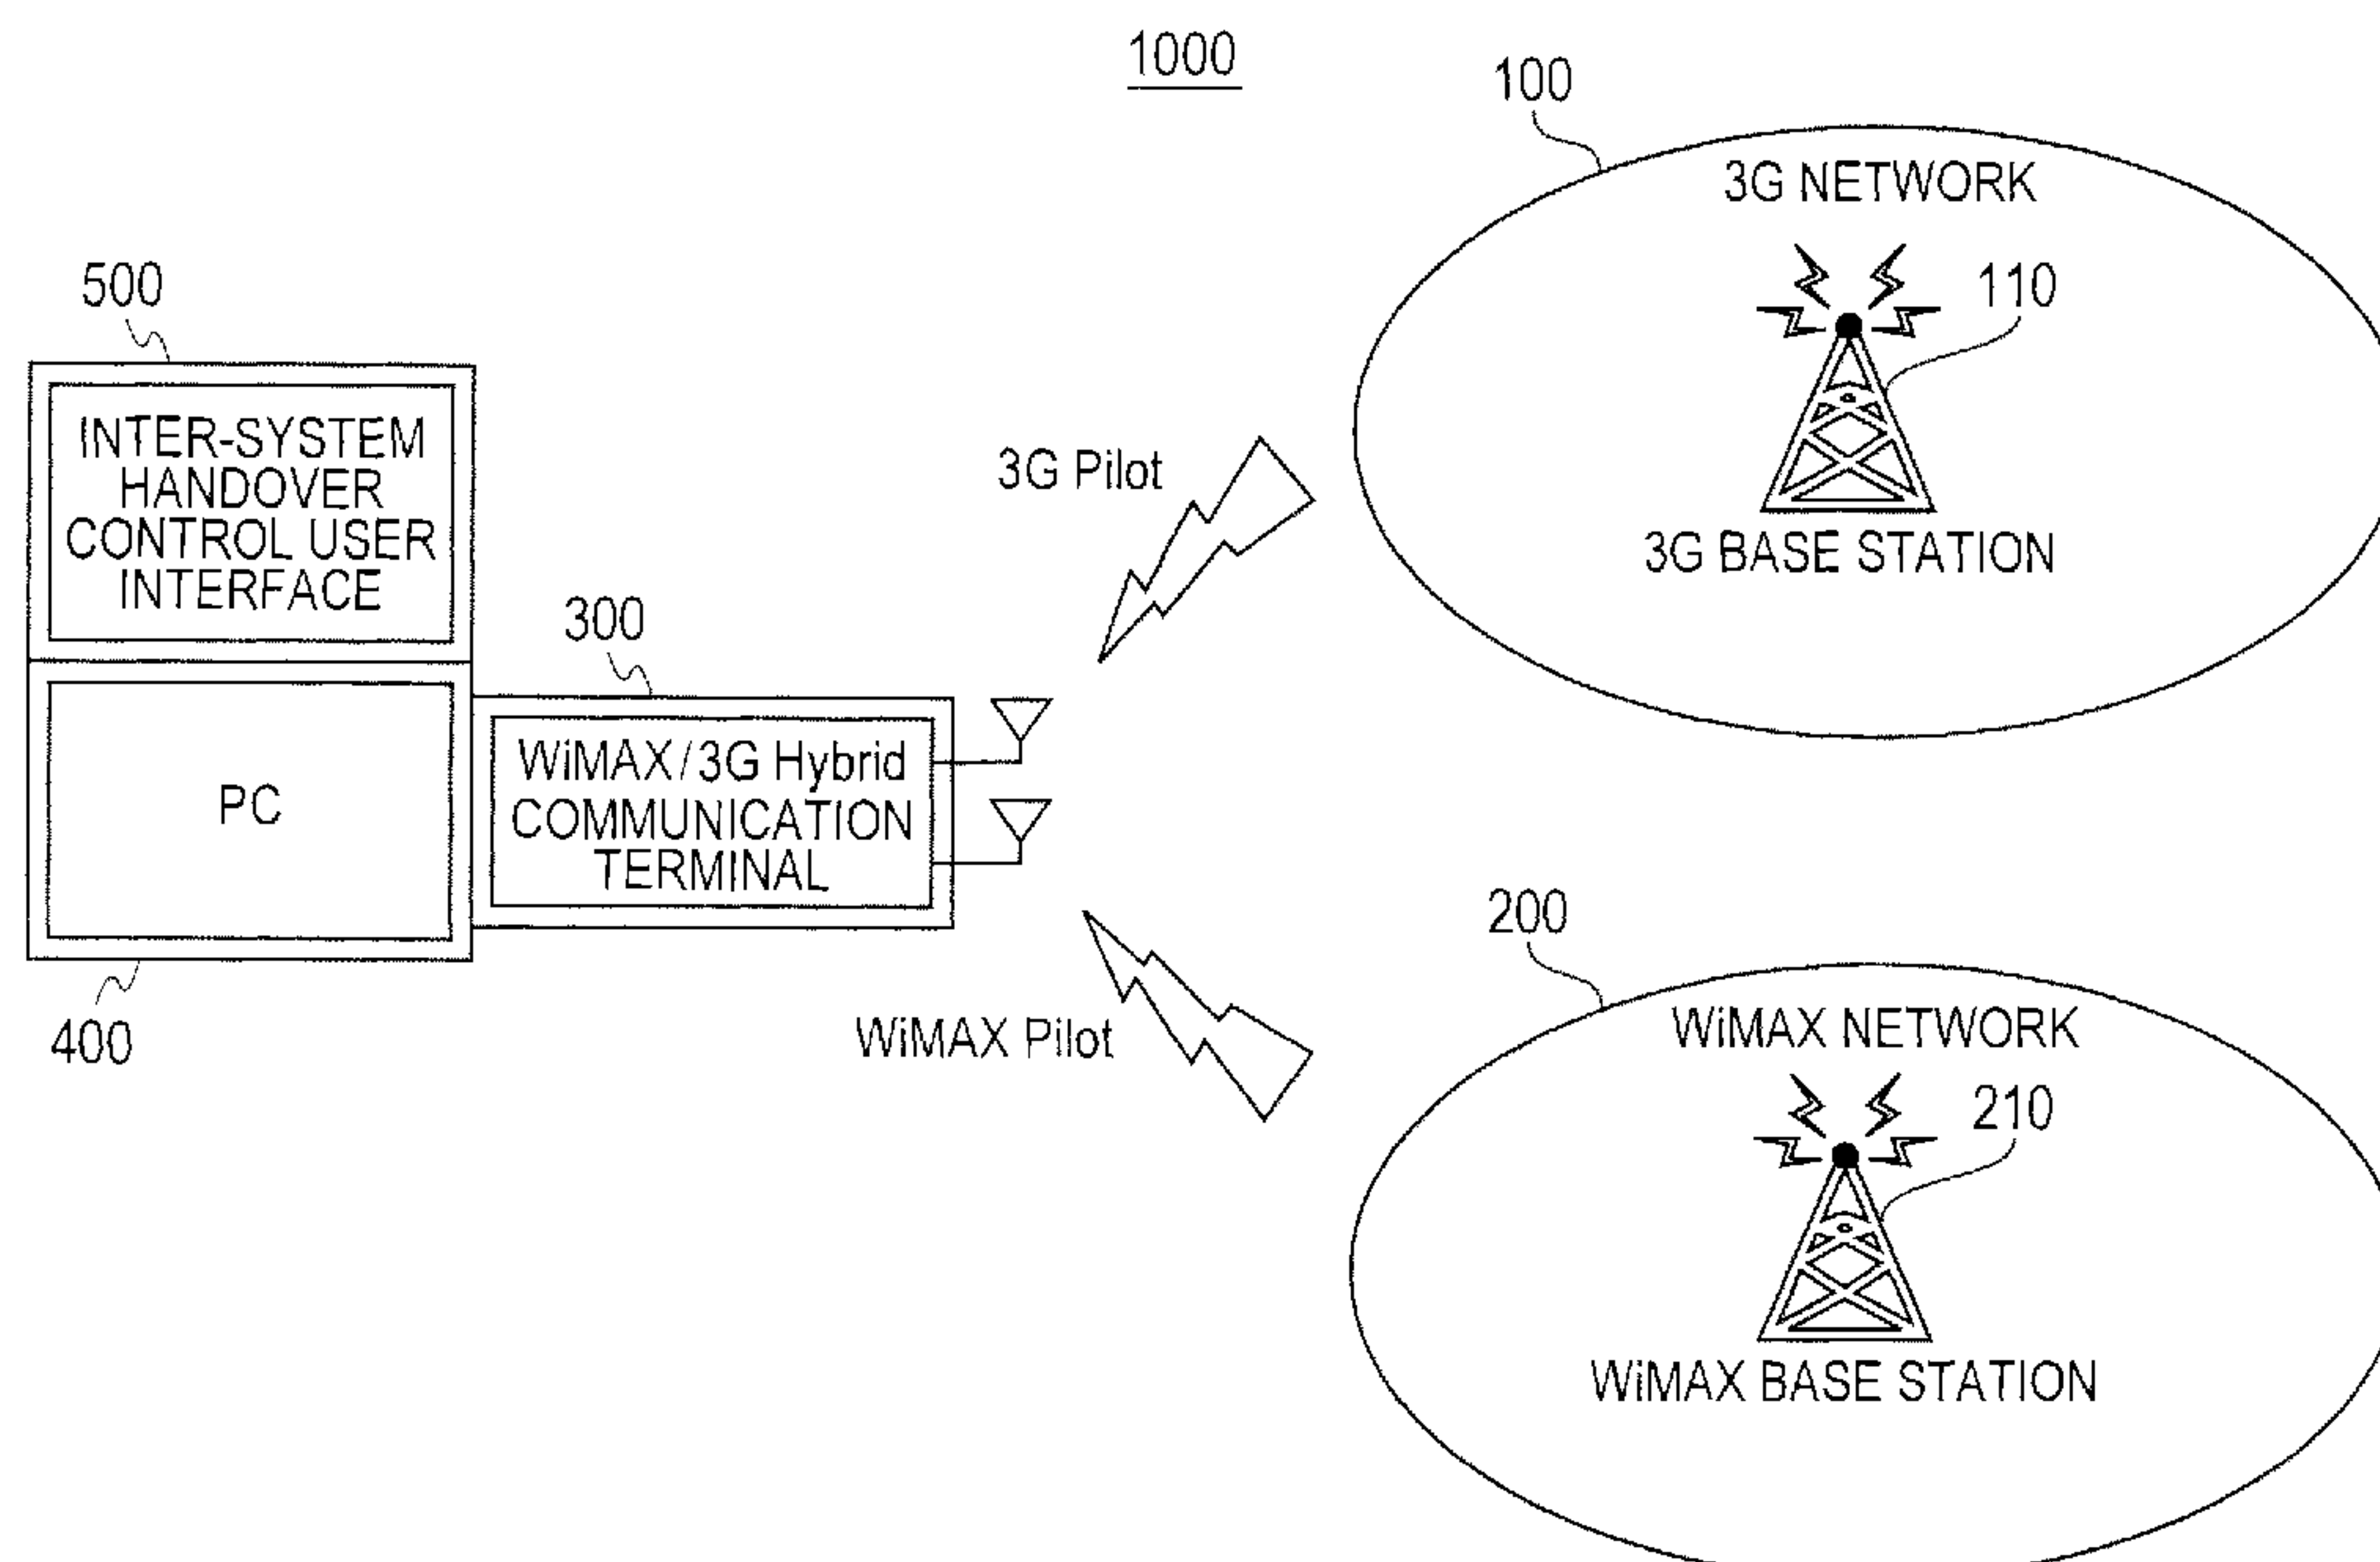 1000
100
3G NETWORK
110
3G BASE STATION
500
INTER-SYSTEM
HANDOVER
CONTROL USER
INTERFACE
3G Pilot
300
WiMAX/3G Hybrid
COMMUNICATION
TERMINAL
PC
400
WiMAX Pilot
200
WiMAX NETWORK
210
WiMAX BASE STATION